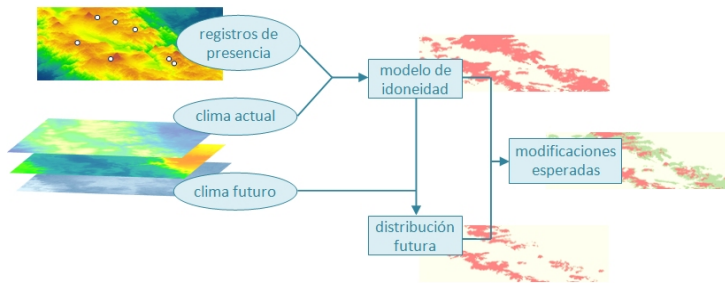 registros de
presencia
clima actual
clima futuro
modelo de
idoneidad
distribución
futura
modificaciones
esperadas